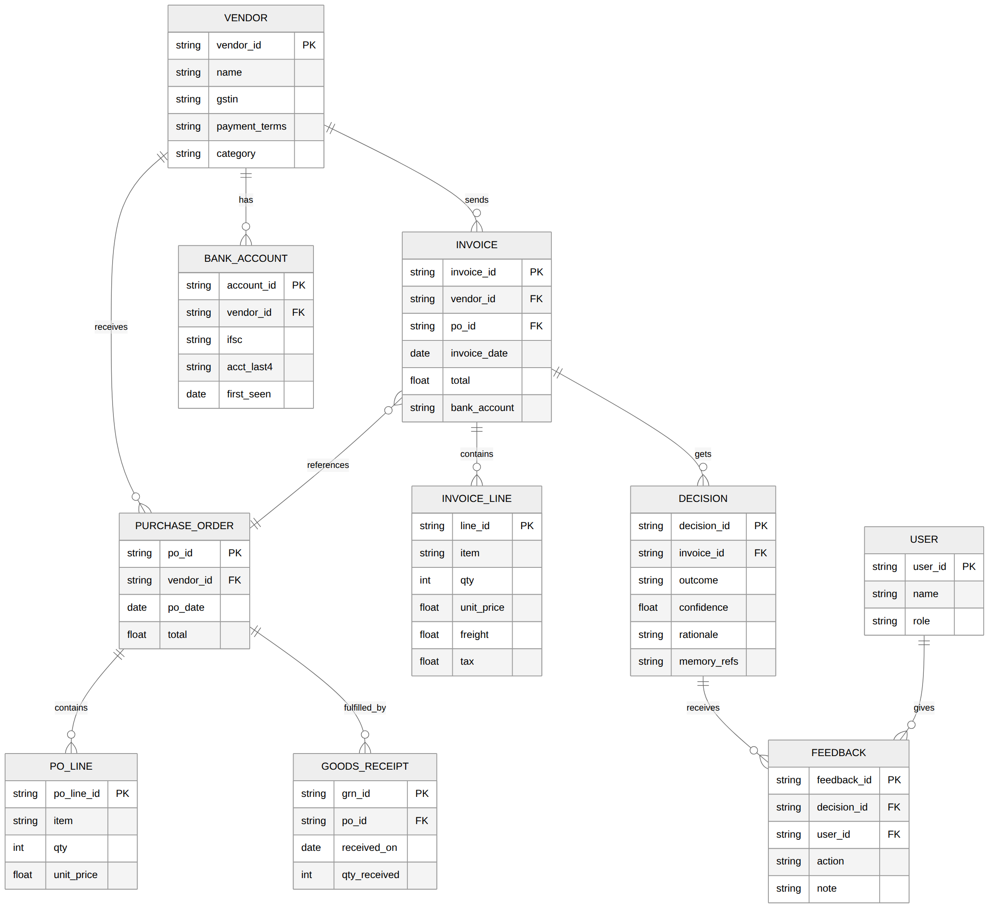 VENDOR
string vendor_id PK
string name
string gstin
string payment_terms
string category
has
sends
receives
BANK_ACCOUNT
string account_id PK
string vendor_id FK
string ifsc
string acct_last4
date first_seen
INVOICE
string invoice_id PK
string vendor_id FK
string po_id FK
date invoice_date
float total
string bank_account
references
contains
gets
PURCHASE_ORDER
string po_id PK
string vendor_id FK
date po_date
float total
INVOICE_LINE
string line_id PK
string item
int qty
float unit_price
float freight
float tax
DECISION
string decision_id PK
string invoice_id FK
string outcome
float confidence
string rationale
string memory_refs
USER
string user_id PK
string name
string role
contains
fulfilled_by
receives
gives
PO_LINE
string po_line_id PK
string item
int qty
float unit_price
GOODS_RECEIPT
string grn_id PK
string po_id FK
date received_on
int qty_received
FEEDBACK
string feedback_id PK
string decision_id FK
string user_id FK
string action
string note